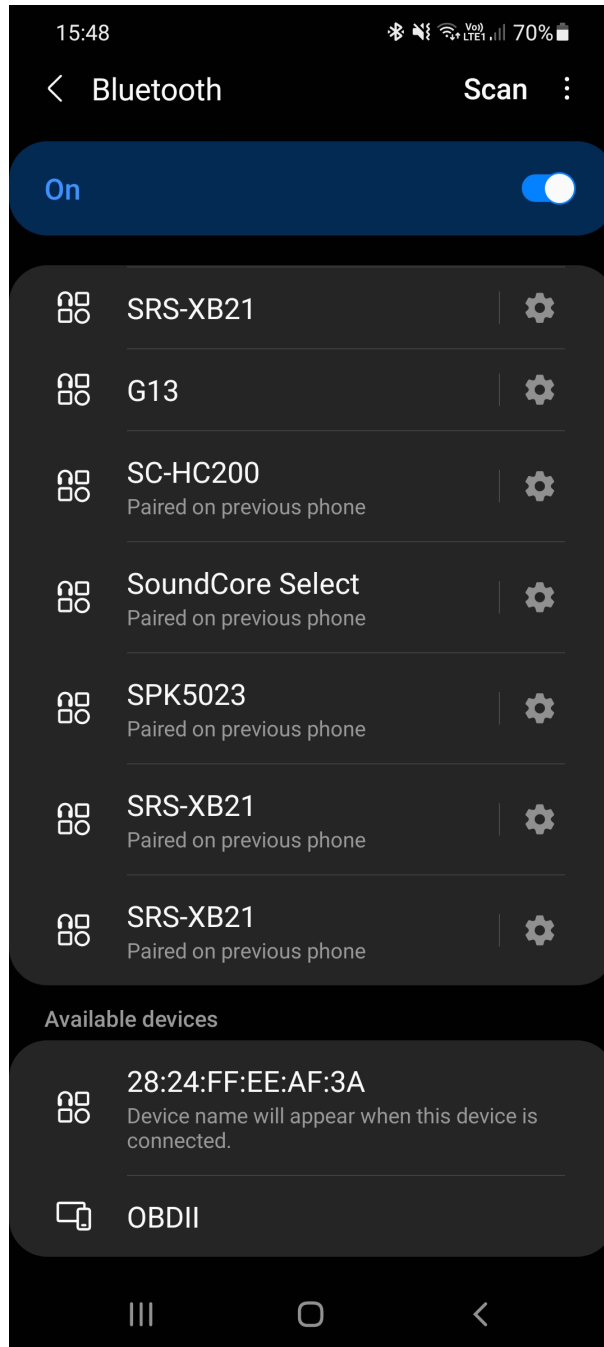 15:48
Vo)) LTE1 70%
Bluetooth Scan
On
SRS-XB21
G13
SC-HC200
Paired on previous phone
SoundCore Select
Paired on previous phone
SPK5023
Paired on previous phone
SRS-XB21
Paired on previous phone
SRS-XB21
Paired on previous phone
Available devices
28:24:FF:EE:AF:3A
Device name will appear when this device is
connected.
OBDII